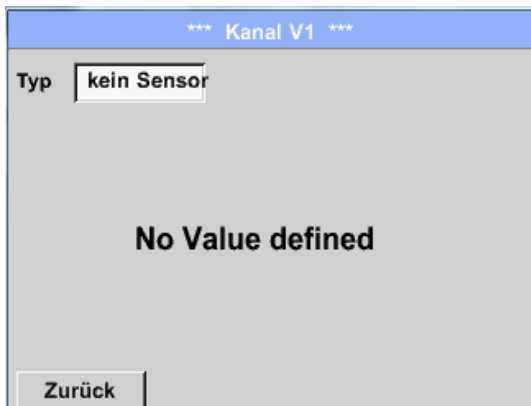 *** Kanal V1 ***
Typ kein Sensor
No Value defined
Zurück